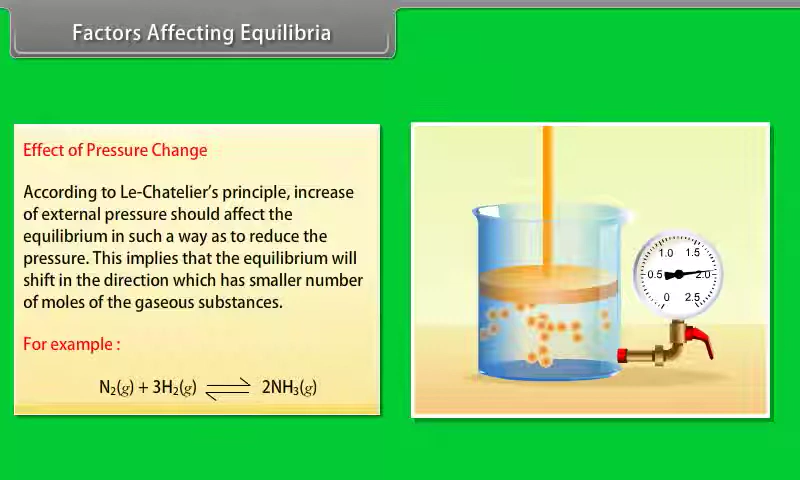 Factors Affecting Equilibria
Effect of Pressure Change
According to Le-Chatelier's principle, increase
of external pressure should affect the
equilibrium in such a way as to reduce the
pressure. This implies that the equilibrium will
shift in the direction which has smaller number
of moles of the gaseous substances.
For example :
N₂(g) + 3H₂(g) ⇌ 2NH₃(g)
1.0 1.5
0.5 2.0
0 2.5